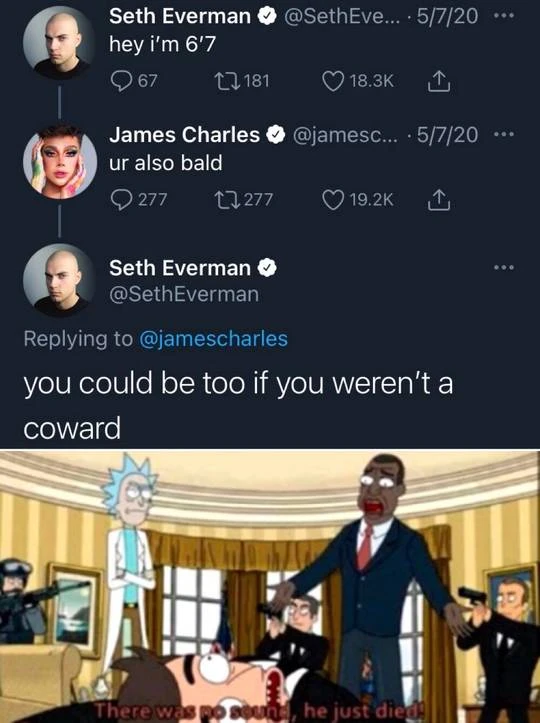 Seth Everman @SethEve... · 5/7/20 ...
hey i'm 6'7
67 181 18.3K
James Charles @jamesc... · 5/7/20 ...
ur also bald
277 277 19.2K
Seth Everman ...
@SethEverman
Replying to @jamescharles
you could be too if you weren't a
coward
There was no sound, he just died!